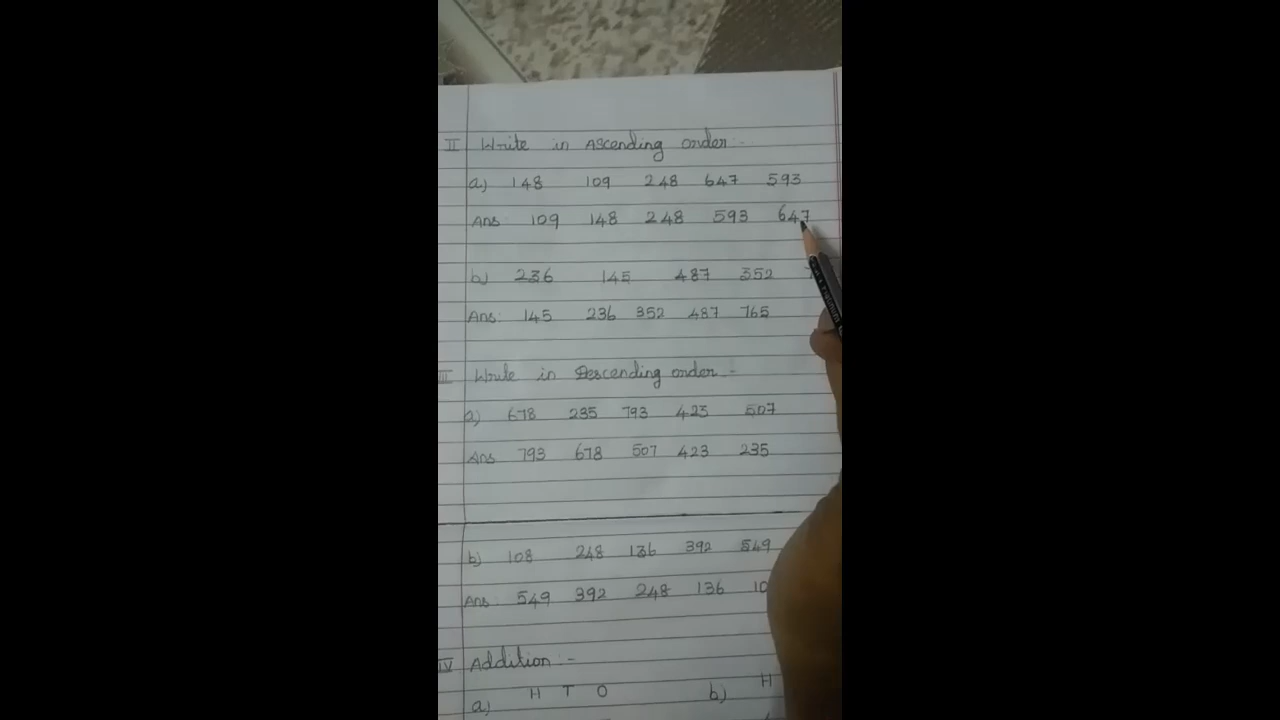 II Write in Ascending order :-
a) 148 109 248 647 593
Ans: 109 148 248 593 647
b) 236 145 487 352
Ans: 145 236 352 487 765
III Write in Descending order :-
a) 678 235 793 423 507
Ans 793 678 507 423 235
b) 108 248 136 392 549
Ans: 549 392 248 136 10
IV Addition :-
H T O H
a) b)